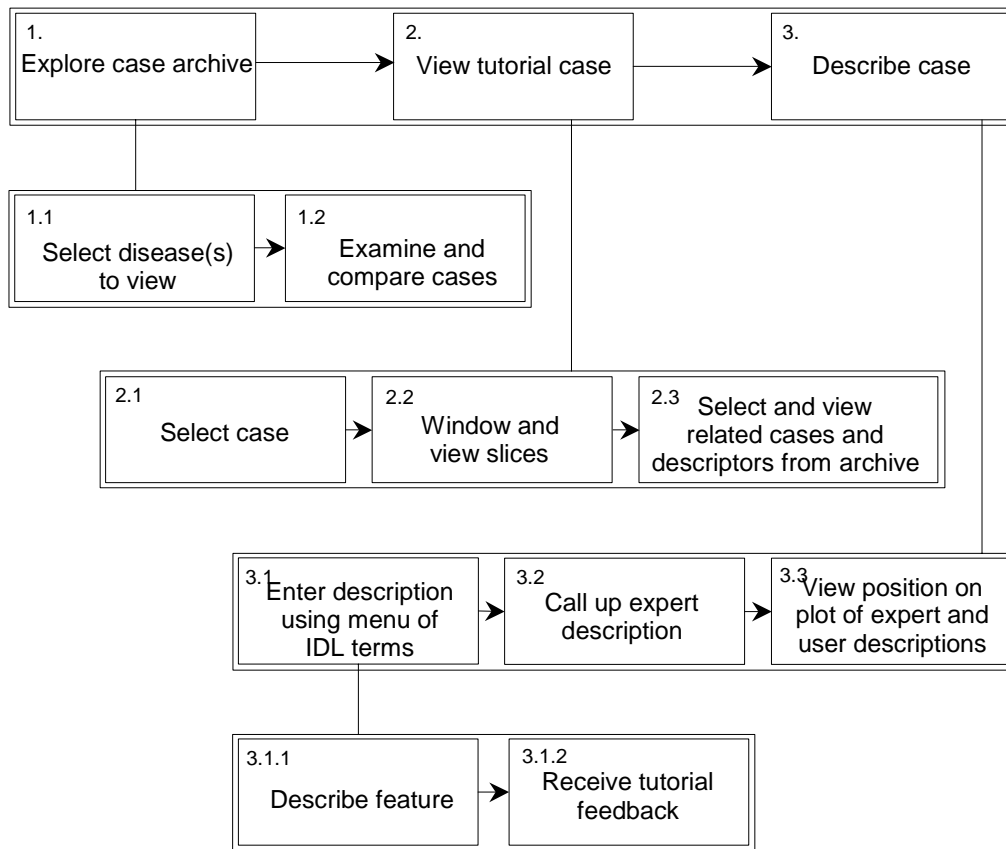 1.
Explore case archive
2.
View tutorial case
3.
Describe case
1.1
Select disease(s)
to view
1.2
Examine and
compare cases
2.1
Select case
2.2
Window and
view slices
2.3
Select and view
related cases and
descriptors from archive
3.1
Enter description
using menu of
IDL terms
3.2
Call up expert
description
3.3
View position on
plot of expert and
user descriptions
3.1.1
Describe feature
3.1.2
Receive tutorial
feedback